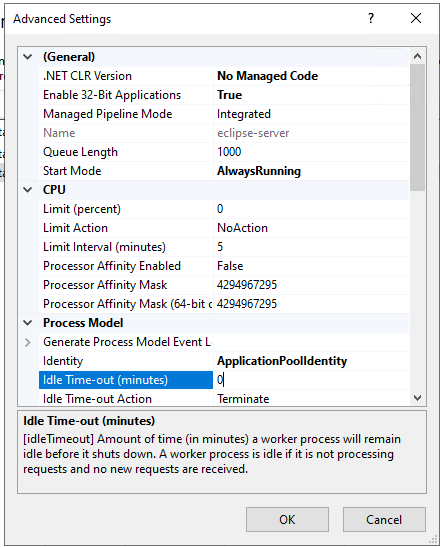 Advanced Settings ? ×
(General)
.NET CLR Version No Managed Code
Enable 32-Bit Applications True
Managed Pipeline Mode Integrated
Name eclipse-server
Queue Length 1000
Start Mode AlwaysRunning
CPU
Limit (percent) 0
Limit Action NoAction
Limit Interval (minutes) 5
Processor Affinity Enabled False
Processor Affinity Mask 4294967295
Processor Affinity Mask (64-bit o 4294967295
Process Model
Generate Process Model Event L
Identity ApplicationPoolIdentity
Idle Time-out (minutes) 0
Idle Time-out Action Terminate
Idle Time-out (minutes)
[idleTimeout] Amount of time (in minutes) a worker process will remain
idle before it shuts down. A worker process is idle if it is not processing
requests and no new requests are received.
OK Cancel